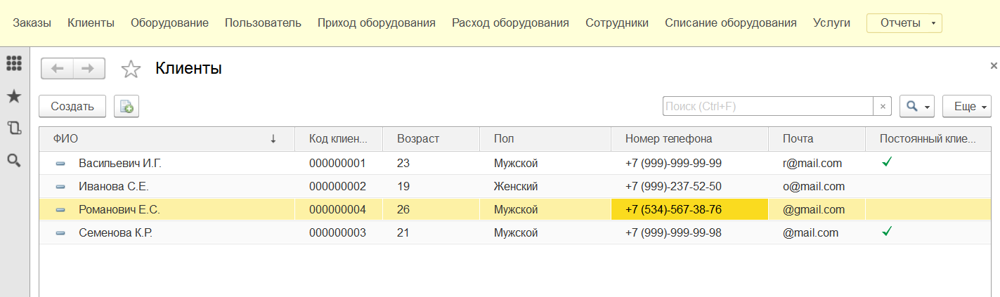 Заказы Клиенты Оборудование Пользователь Приход оборудования Расход оборудования Сотрудники Списание оборудования Услуги Отчеты
Клиенты
Создать Поиск (Ctrl+F) Еще
ФИО Код клиен... Возраст Пол Номер телефона Почта Постоянный клие...
Васильевич И.Г. 000000001 23 Мужской +7 (999)-999-99-99 r@mail.com
Иванова С.Е. 000000002 19 Женский +7 (999)-237-52-50 o@mail.com
Романович Е.С. 000000004 26 Мужской +7 (534)-567-38-76 @gmail.com
Семенова К.Р. 000000003 21 Мужской +7 (999)-999-99-98 @mail.com